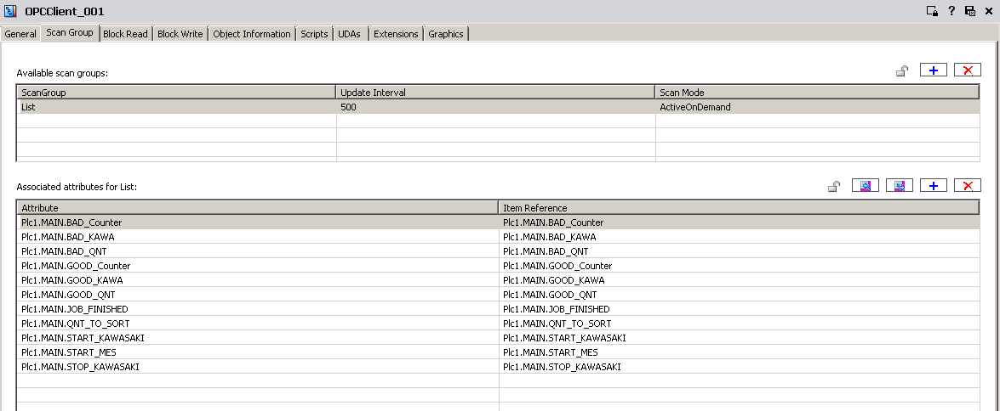 OPCClient_001 ?
General Scan Group Block Read Block Write Object Information Scripts UDAs Extensions Graphics
Available scan groups:
ScanGroup Update Interval Scan Mode
List 500 ActiveOnDemand
Associated attributes for List:
Attribute Item Reference
Plc1.MAIN.BAD_Counter Plc1.MAIN.BAD_Counter
Plc1.MAIN.BAD_KAWA Plc1.MAIN.BAD_KAWA
Plc1.MAIN.BAD_QNT Plc1.MAIN.BAD_QNT
Plc1.MAIN.GOOD_Counter Plc1.MAIN.GOOD_Counter
Plc1.MAIN.GOOD_KAWA Plc1.MAIN.GOOD_KAWA
Plc1.MAIN.GOOD_QNT Plc1.MAIN.GOOD_QNT
Plc1.MAIN.JOB_FINISHED Plc1.MAIN.JOB_FINISHED
Plc1.MAIN.QNT_TO_SORT Plc1.MAIN.QNT_TO_SORT
Plc1.MAIN.START_KAWASAKI Plc1.MAIN.START_KAWASAKI
Plc1.MAIN.START_MES Plc1.MAIN.START_MES
Plc1.MAIN.STOP_KAWASAKI Plc1.MAIN.STOP_KAWASAKI